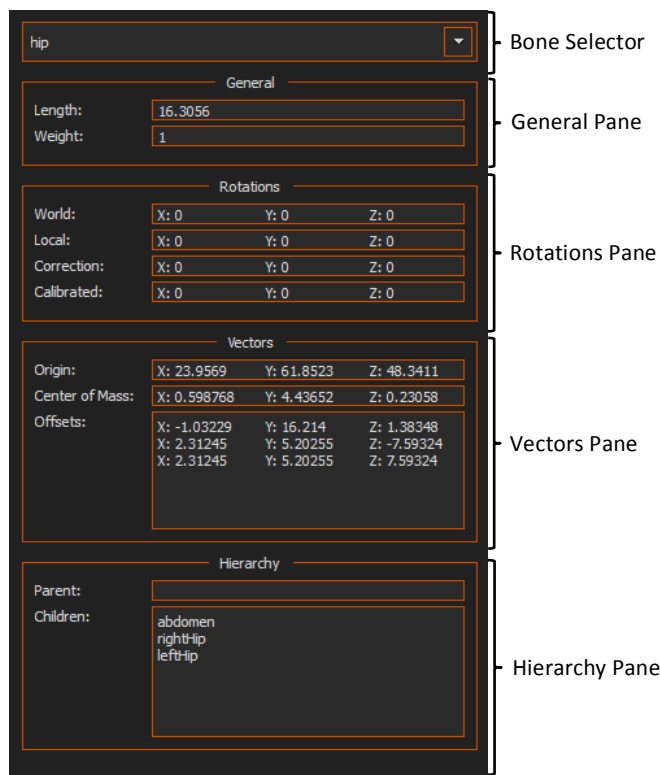 hip
Bone Selector
General
Length: 16.3056
Weight: 1
General Pane
Rotations
World: X: 0 Y: 0 Z: 0
Local: X: 0 Y: 0 Z: 0
Correction: X: 0 Y: 0 Z: 0
Calibrated: X: 0 Y: 0 Z: 0
Rotations Pane
Vectors
Origin: X: 23.9569 Y: 61.8523 Z: 48.3411
Center of Mass: X: 0.598768 Y: 4.43652 Z: 0.23058
Offsets: X: -1.03229 Y: 16.214 Z: 1.38348
X: 2.31245 Y: 5.20255 Z: -7.59324
X: 2.31245 Y: 5.20255 Z: 7.59324
Vectors Pane
Hierarchy
Parent:
Children: abdomen
rightHip
leftHip
Hierarchy Pane